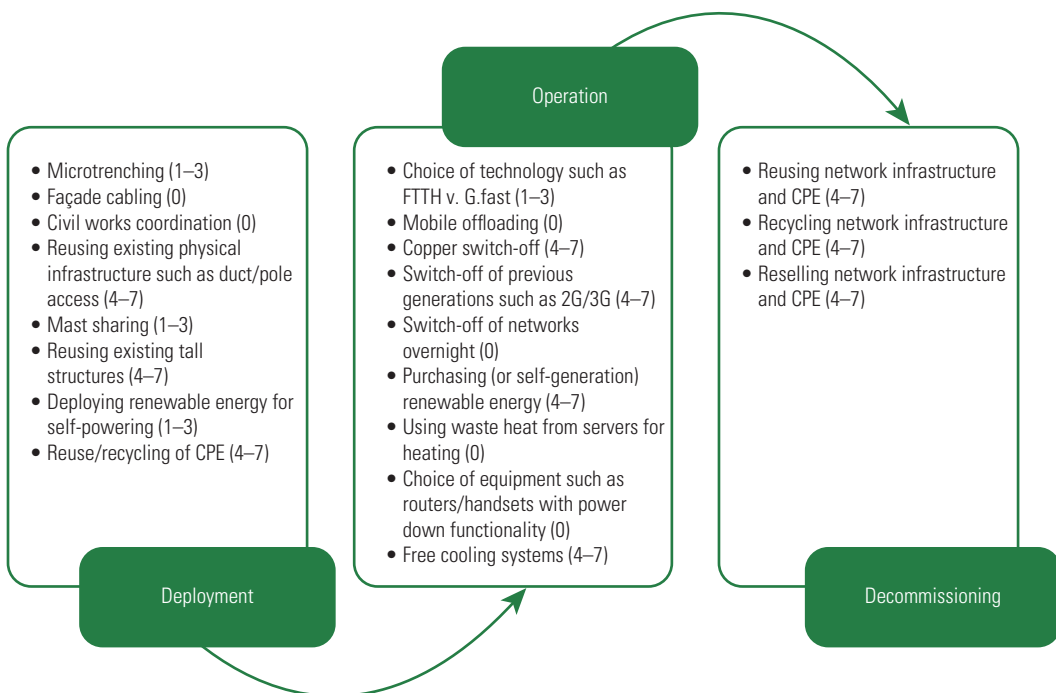 Operation
• Microtrenching (1–3)
• Façade cabling (0)
• Civil works coordination (0)
• Reusing existing physical
infrastructure such as duct/pole
access (4–7)
• Mast sharing (1–3)
• Reusing existing tall
structures (4–7)
• Deploying renewable energy for
self-powering (1–3)
• Reuse/recycling of CPE (4–7)
Deployment
• Choice of technology such as
FTTH v. G.fast (1–3)
• Mobile offloading (0)
• Copper switch-off (4–7)
• Switch-off of previous
generations such as 2G/3G (4–7)
• Switch-off of networks
overnight (0)
• Purchasing (or self-generation)
renewable energy (4–7)
• Using waste heat from servers for
heating (0)
• Choice of equipment such as
routers/handsets with power
down functionality (0)
• Free cooling systems (4–7)
• Reusing network infrastructure
and CPE (4–7)
• Recycling network infrastructure
and CPE (4–7)
• Reselling network infrastructure
and CPE (4–7)
Decommissioning